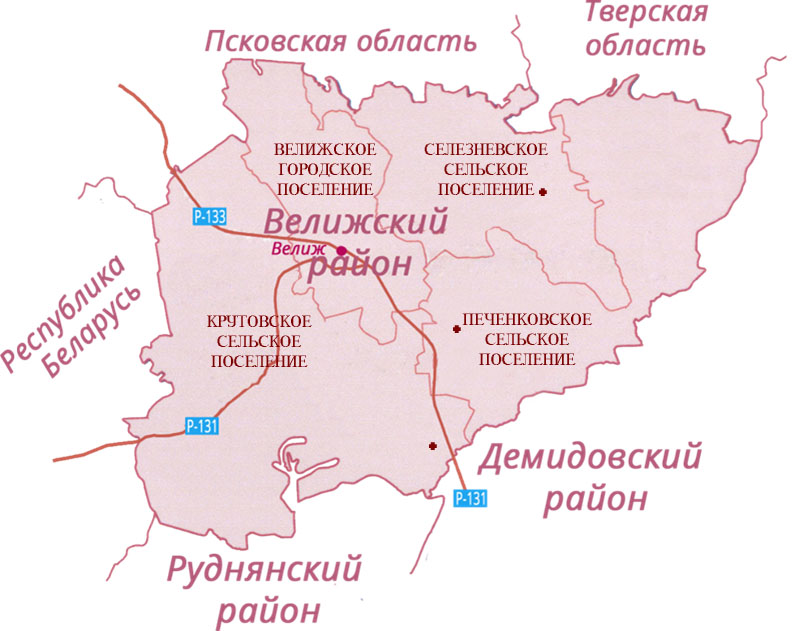 Тверская
область
Псковская область
ВЕЛИЖСКОЕ
ГОРОДСКОЕ
ПОСЕЛЕНИЕ
СЕЛЕЗНЕВСКОЕ
СЕЛЬСКОЕ
ПОСЕЛЕНИЕ
Р-133
Велижский
район
Велиж
Республика
Беларусь
КРУТОВСКОЕ
СЕЛЬСКОЕ
ПОСЕЛЕНИЕ
ПЕЧЕНКОВСКОЕ
СЕЛЬСКОЕ
ПОСЕЛЕНИЕ
Р-131
Демидовский
район
Р-131
Руднянский
район